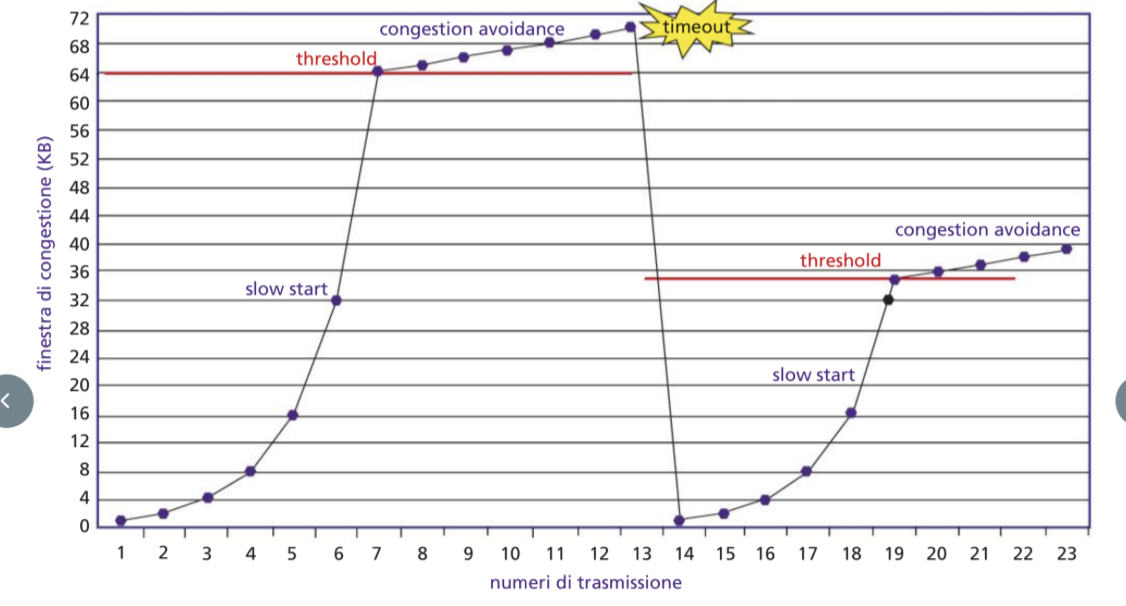 72
68
64
60
56
52
48
44
40
36
32
28
24
20
16
12
8
4
0
finestra di congestione (KB)
congestion avoidance
timeout
threshold
slow start
congestion avoidance
threshold
slow start
1 2 3 4 5 6 7 8 9 10 11 12 13 14 15 16 17 18 19 20 21 22 23
numeri di trasmissione